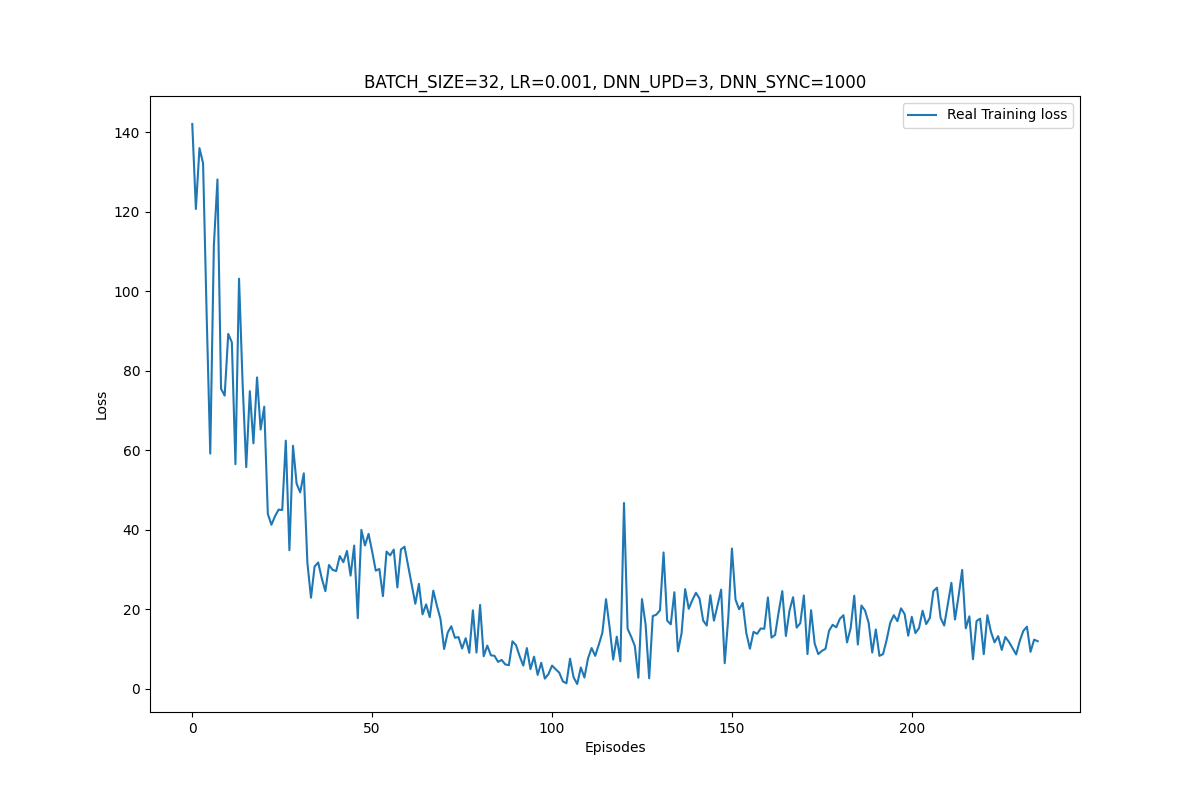 BATCH_SIZE=32, LR=0.001, DNN_UPD=3, DNN_SYNC=1000
Real Training loss
140
120
100
80
60
40
20
0
Loss
0 50 100 150 200
Episodes